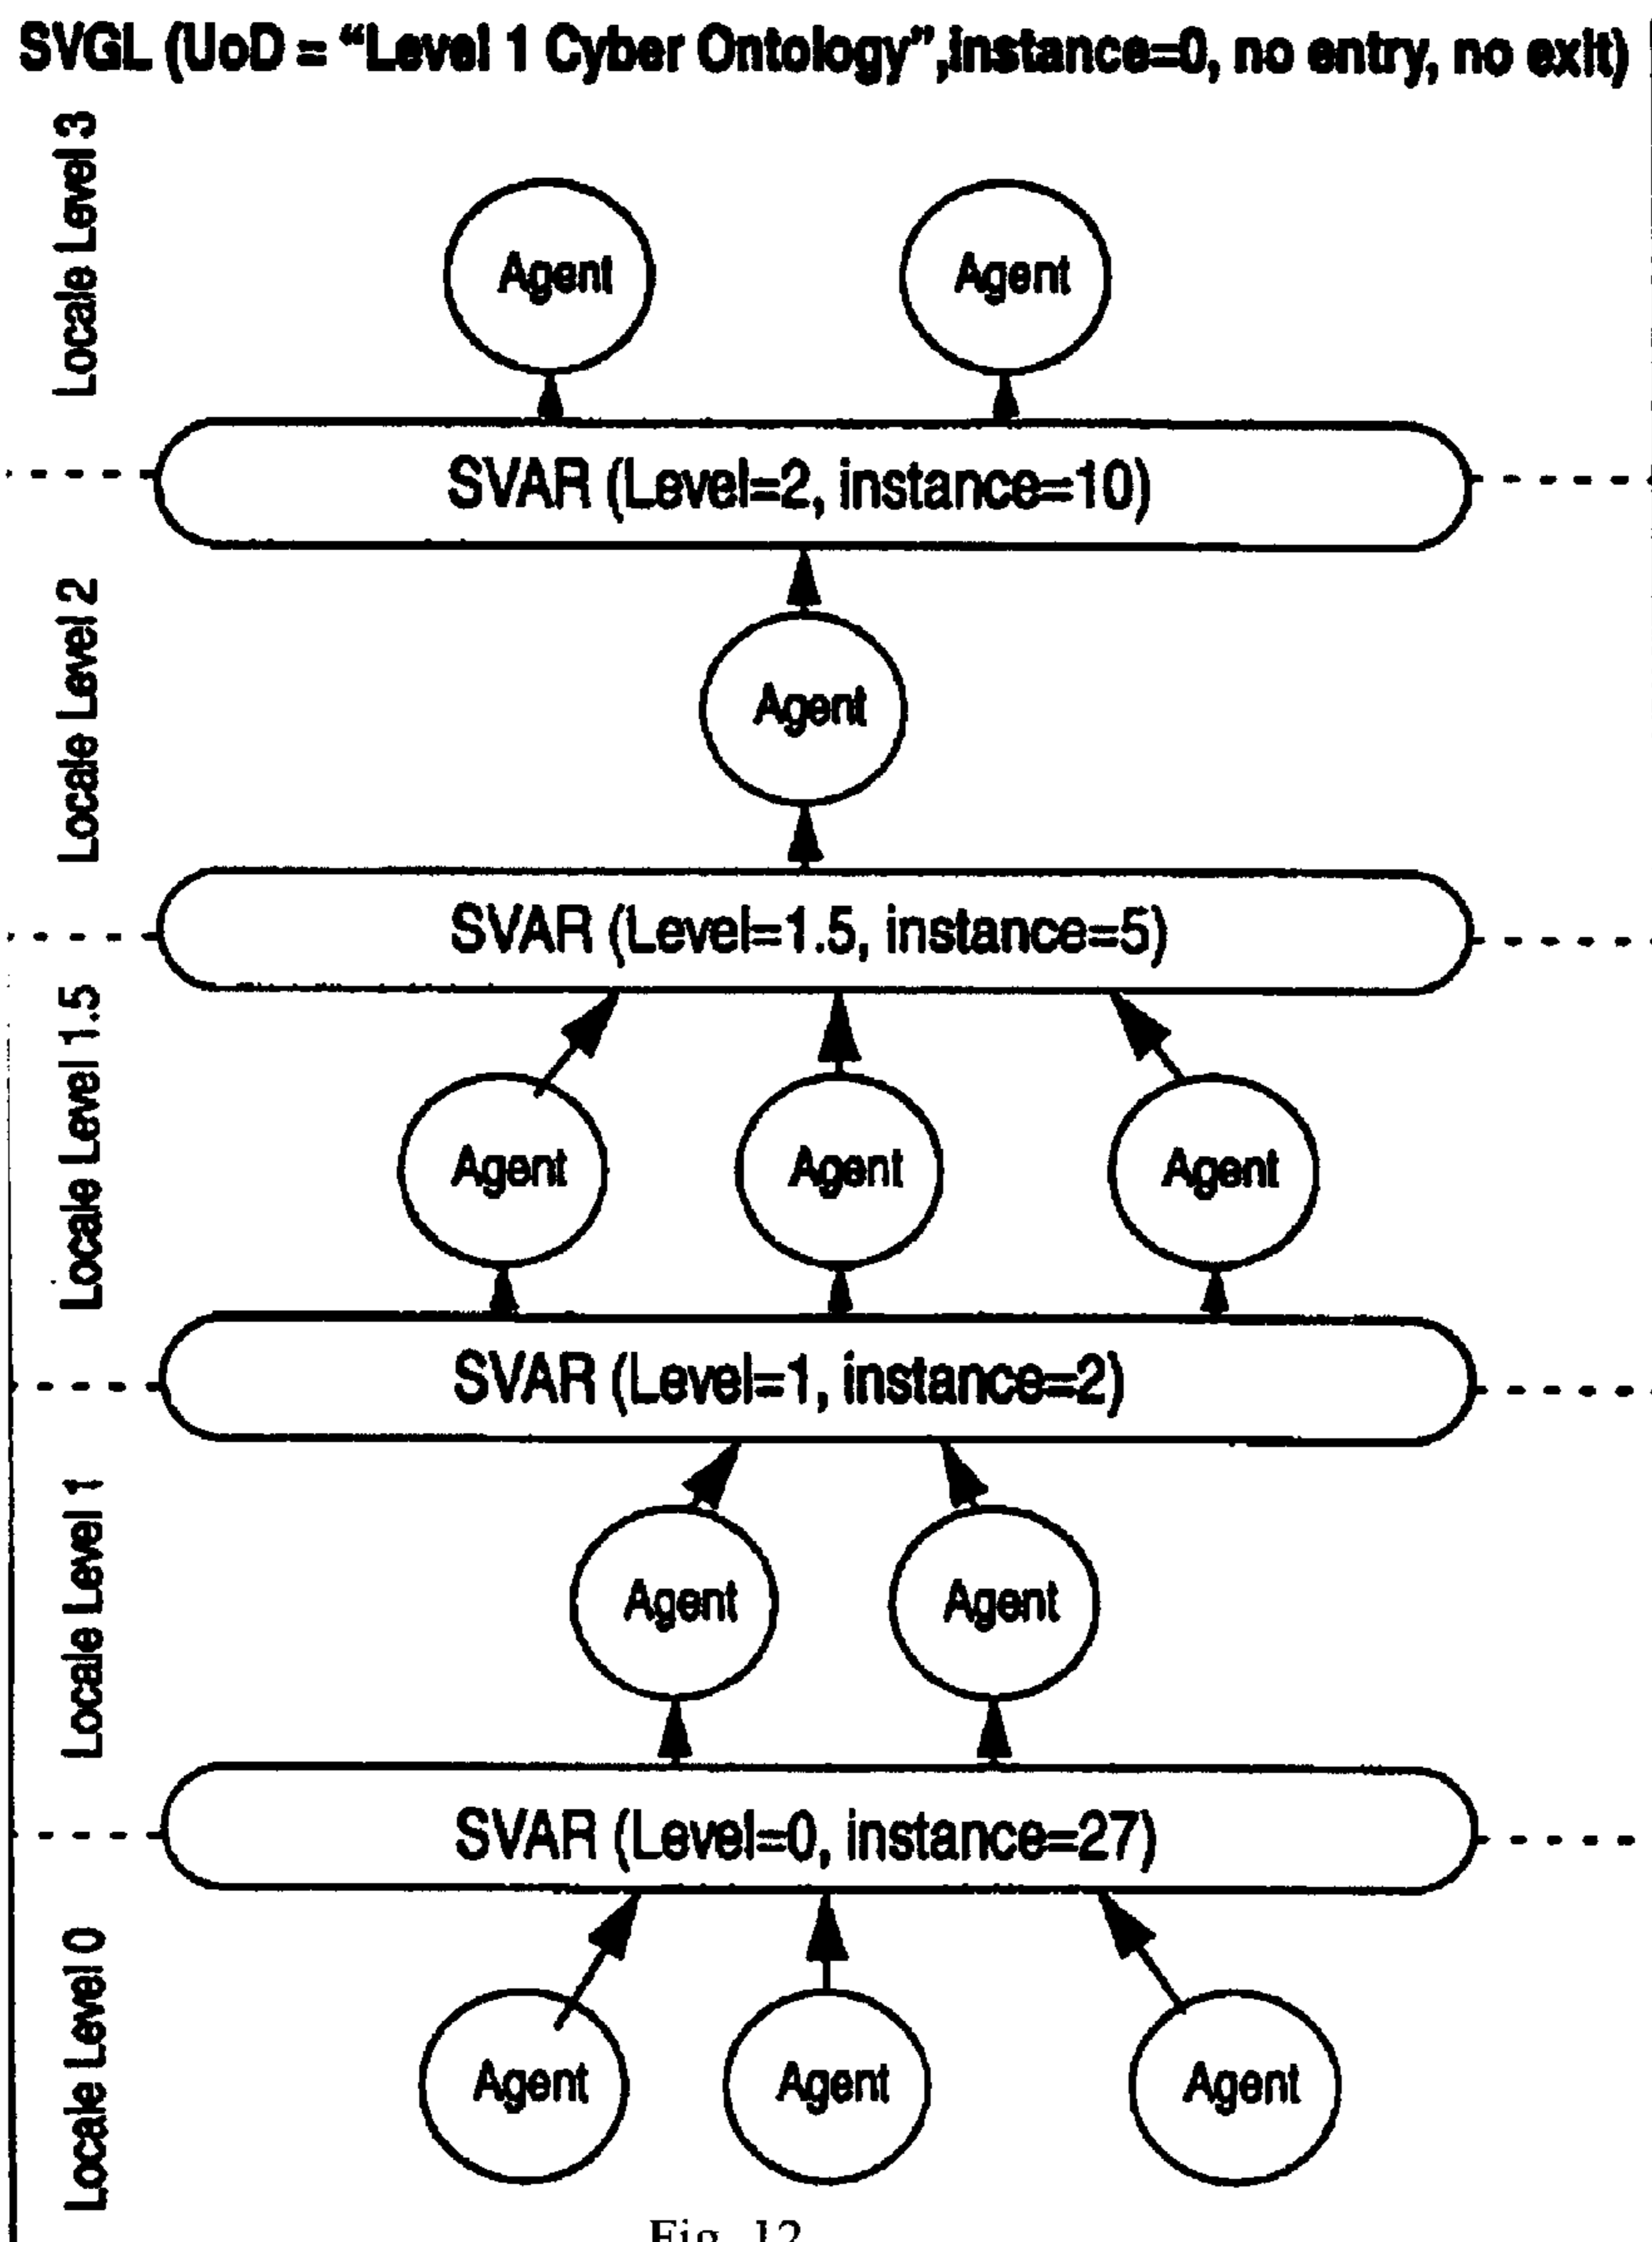 SVGL (UoD = “Level 1 Cyber Ontology”,instance=0, no entry, no exit)
Locale Level 3
Agent
Agent
SVAR (Level=2, instance=10)
Locale Level 2
Agent
SVAR (Level=1.5, instance=5)
Locale Level 1.5
Agent
Agent
Agent
SVAR (Level=1, instance=2)
Locale Level 1
Agent
Agent
SVAR (Level=0, instance=27)
Locale Level 0
Agent
Agent
Agent
Fig. 12